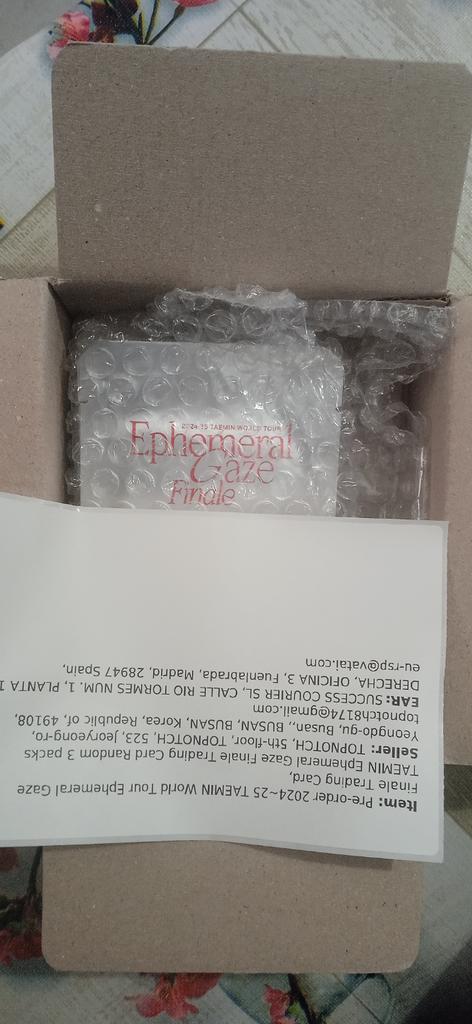 2024-25 TAEMIN WORLD TOUR
Ephemeral
Gaze
Finale
Item: Pre-order 2024~25 TAEMIN World Tour Ephemeral Gaze
Finale Trading Card,
TAEMIN Ephemeral Gaze Finale Trading Card Random 3 packs
Seller: TOPNOTCH, 5th-floor, TOPNOTCH, 523, Jeoryeong-ro,
Yeongdo-gu, Busan,, BUSAN, BUSAN, Korea, Republic of, 49108,
topnotch8174@gmail.com
EAR: SUCCESS COURIER SL, CALLE RIO TORMES NUM. 1, PLANTA 1
DERECHA, OFICINA 3, Fuenlabrada, Madrid, 28947 Spain,
eu-rsp@vatai.com